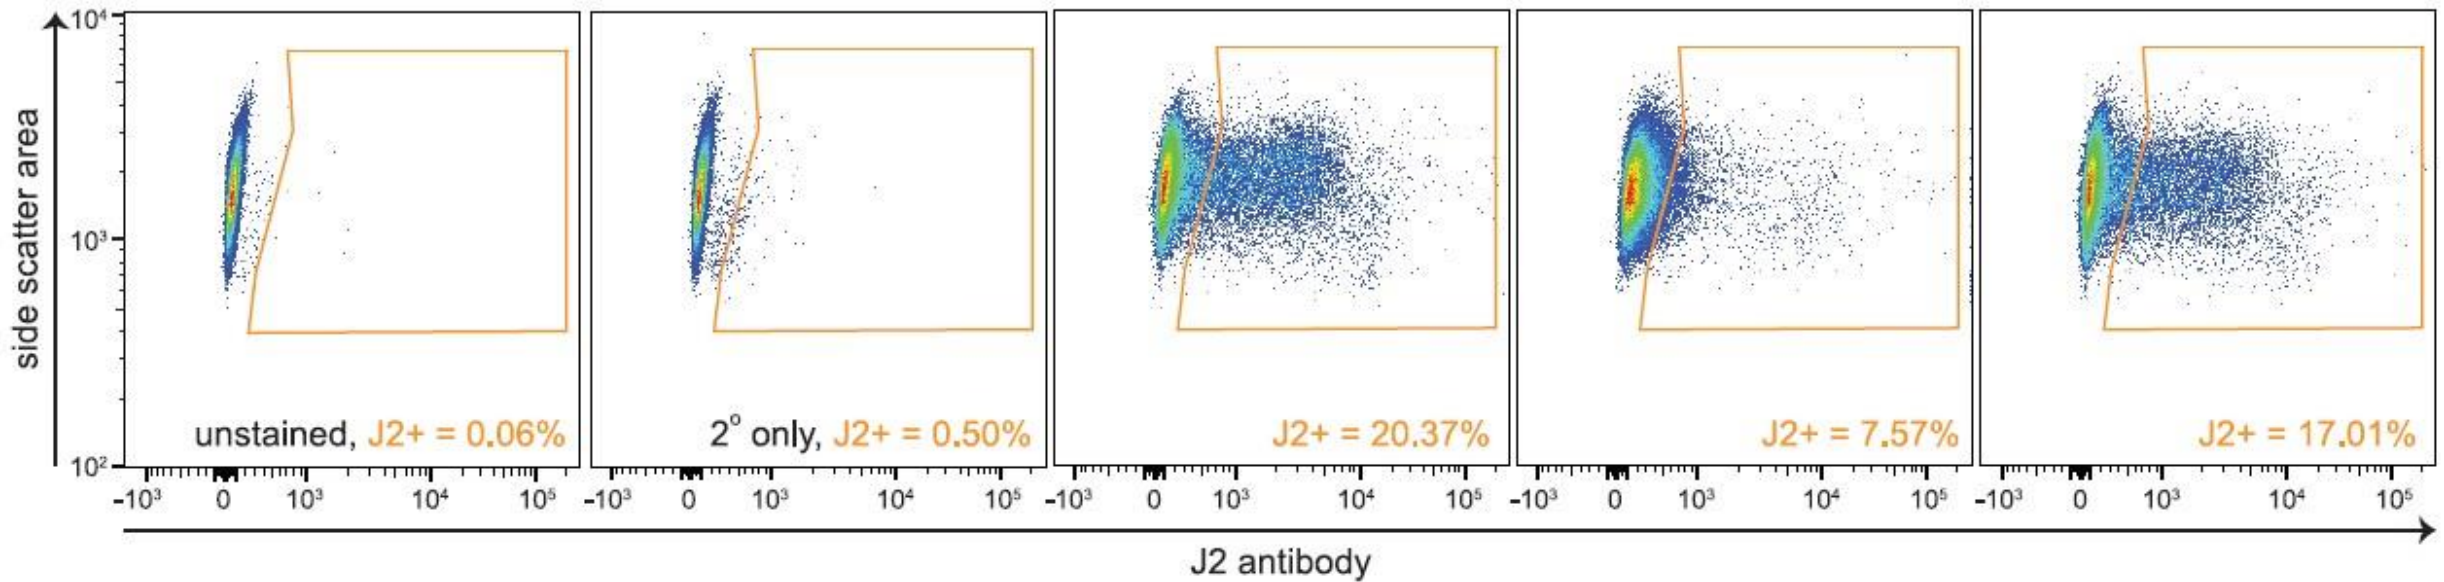 10⁴
10³
10²
side scatter area
unstained, J2+ = 0.06%
2° only, J2+ = 0.50%
J2+ = 20.37%
J2+ = 7.57%
J2+ = 17.01%
-10³ 0 10³ 10⁴ 10⁵
-10³ 0 10³ 10⁴ 10⁵
-10³ 0 10³ 10⁴ 10⁵
-10³ 0 10³ 10⁴ 10⁵
-10³ 0 10³ 10⁴ 10⁵
J2 antibody